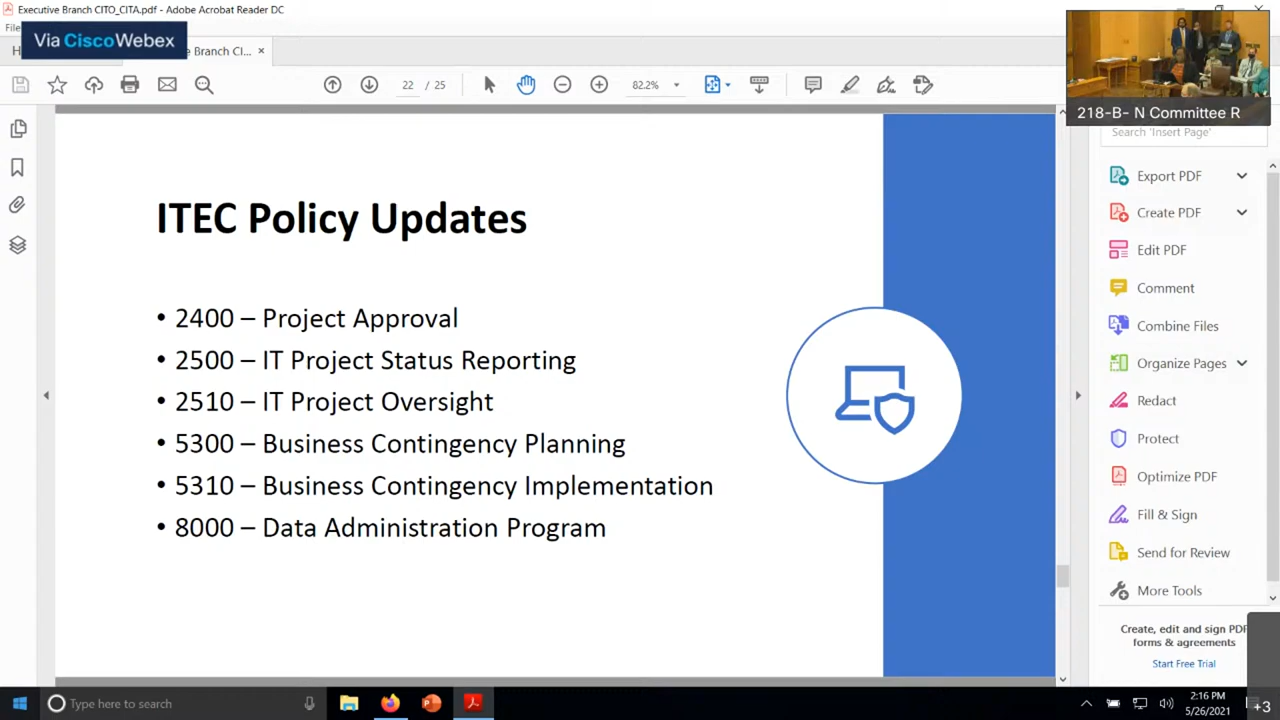 Executive Branch CITO_CITA.pdf - Adobe Acrobat Reader DC
Via CiscoWebex
e Branch CI... ×
22 / 25
82.2%
218-B- N Committee R
Search 'Insert Page'
ITEC Policy Updates
• 2400 – Project Approval
• 2500 – IT Project Status Reporting
• 2510 – IT Project Oversight
• 5300 – Business Contingency Planning
• 5310 – Business Contingency Implementation
• 8000 – Data Administration Program
Export PDF
Create PDF
Edit PDF
Comment
Combine Files
Organize Pages
Redact
Protect
Optimize PDF
Fill & Sign
Send for Review
More Tools
Create, edit and sign PDF
forms & agreements
Start Free Trial
Type here to search
2:16 PM
5/26/2021
+3